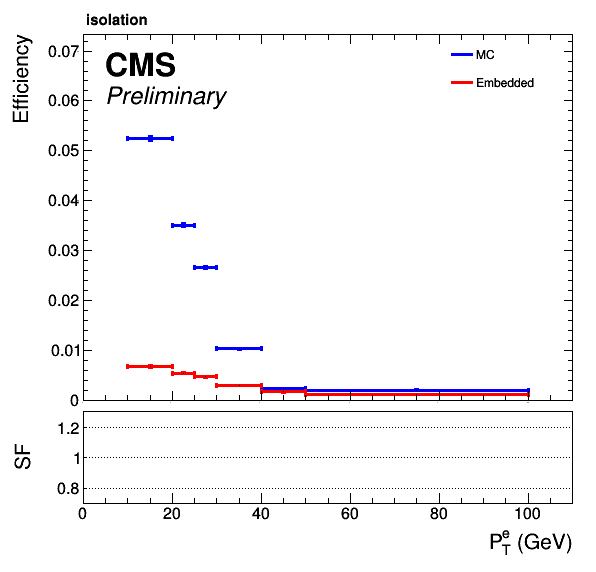 isolation
CMS
Preliminary
MC
Embedded
Efficiency
0.07
0.06
0.05
0.04
0.03
0.02
0.01
0
SF
1.2
1
0.8
0 20 40 60 80 100
P_T^e (GeV)